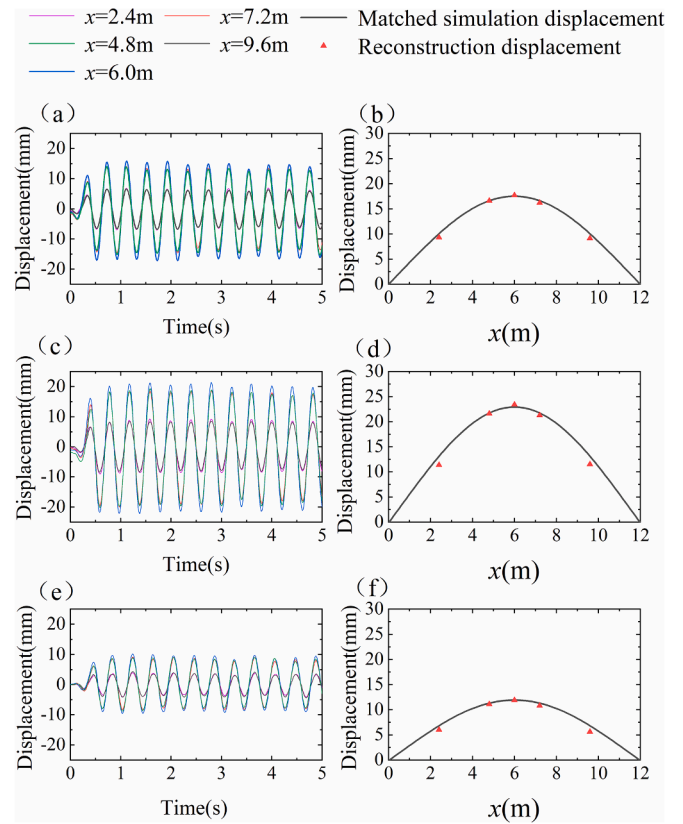 x=2.4m x=7.2m Matched simulation displacement
x=4.8m x=9.6m Reconstruction displacement
x=6.0m
(a) (b)
Displacement(mm)
20
10
0
-10
-20
0 1 2 3 4 5
Time(s)
Displacement(mm)
30
25
20
15
10
5
0
0 2 4 6 8 10 12
x(m)
(c) (d)
Displacement(mm)
20
10
0
-10
-20
0 1 2 3 4 5
Time(s)
Displacement(mm)
30
25
20
15
10
5
0
0 2 4 6 8 10 12
x(m)
(e) (f)
Displacement(mm)
20
10
0
-10
-20
0 1 2 3 4 5
Time(s)
Displacement(mm)
30
25
20
15
10
5
0
0 2 4 6 8 10 12
x(m)